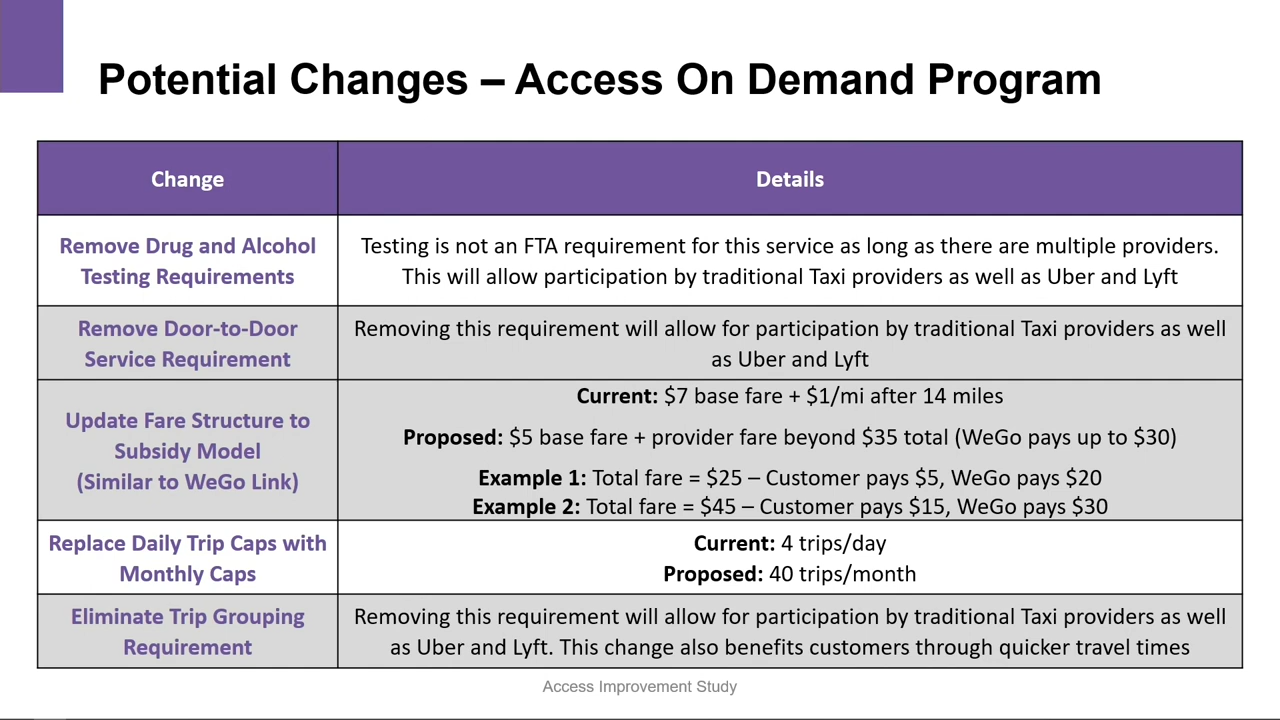 Potential Changes – Access On Demand Program
Change
Details
Remove Drug and Alcohol
Testing Requirements
Testing is not an FTA requirement for this service as long as there are multiple providers.
This will allow participation by traditional Taxi providers as well as Uber and Lyft
Remove Door-to-Door
Service Requirement
Removing this requirement will allow for participation by traditional Taxi providers as well
as Uber and Lyft
Update Fare Structure to
Subsidy Model
(Similar to WeGo Link)
Current: $7 base fare + $1/mi after 14 miles
Proposed: $5 base fare + provider fare beyond $35 total (WeGo pays up to $30)
Example 1: Total fare = $25 – Customer pays $5, WeGo pays $20
Example 2: Total fare = $45 – Customer pays $15, WeGo pays $30
Replace Daily Trip Caps with
Monthly Caps
Current: 4 trips/day
Proposed: 40 trips/month
Eliminate Trip Grouping
Requirement
Removing this requirement will allow for participation by traditional Taxi providers as well
as Uber and Lyft. This change also benefits customers through quicker travel times
Access Improvement Study